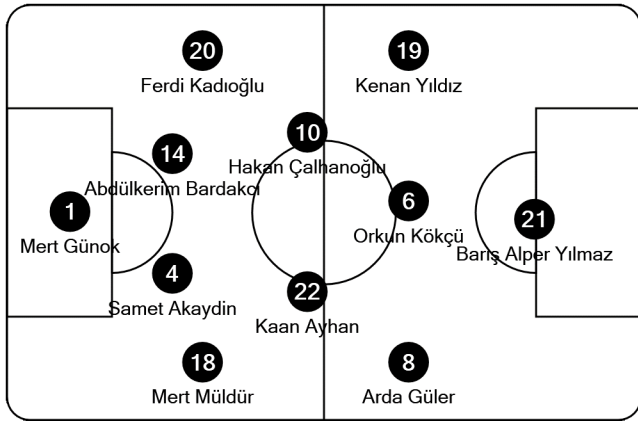 20
Ferdi Kadıoğlu
19
Kenan Yıldız
10
Hakan Çalhanoğlu
14
Abdülkerim Bardakcı
1
Mert Günok
6
Orkun Kökçü
21
Barış Alper Yılmaz
4
Samet Akaydin
22
Kaan Ayhan
18
Mert Müldür
8
Arda Güler